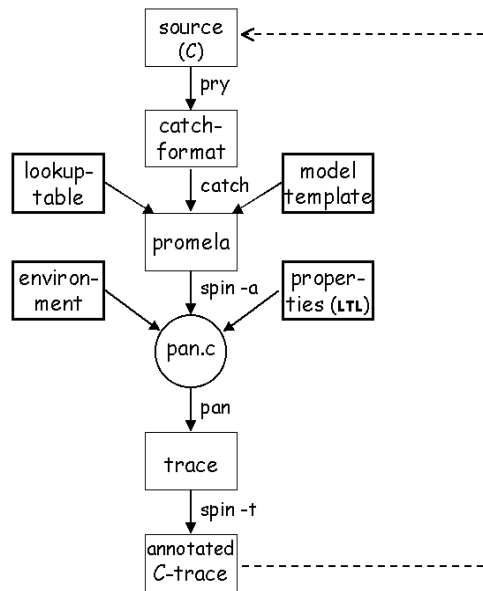 source
(C)
pry
catch-
format
lookup-
table
catch
model
template
promela
environ-
ment
spin -a
proper-
ties (LTL)
pan.c
pan
trace
spin -t
annotated
C-trace